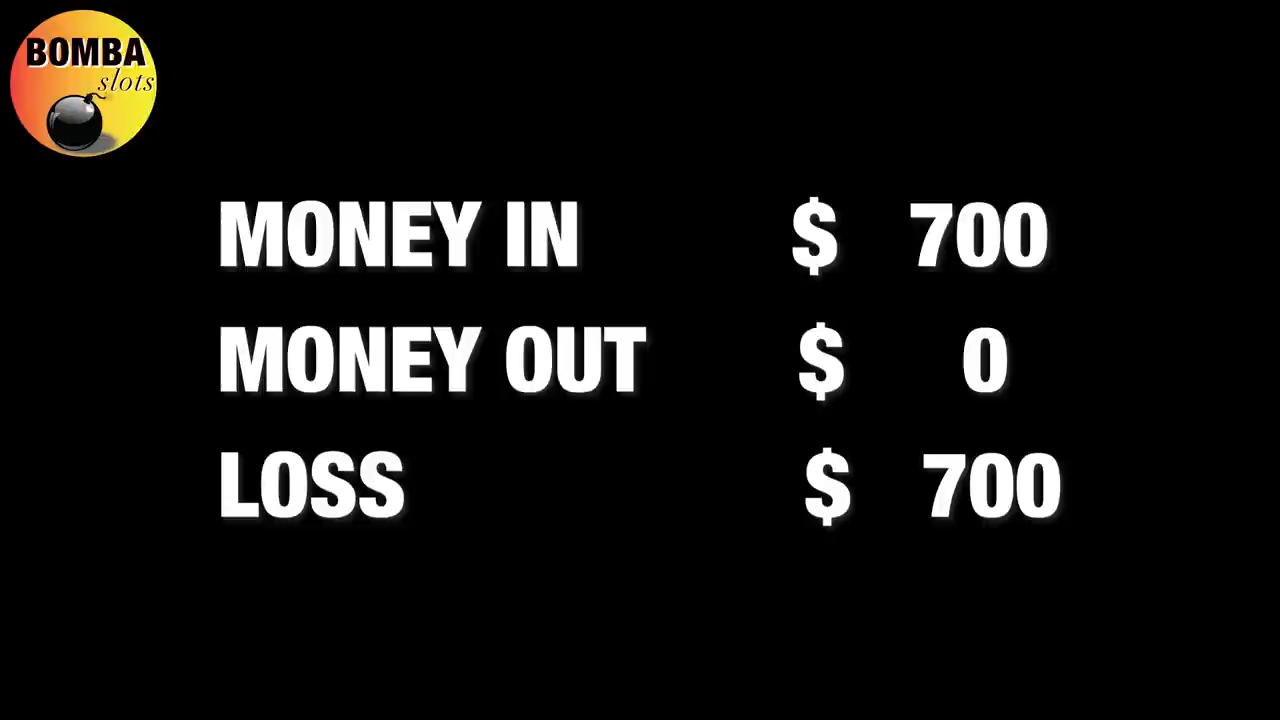 BOMBA
slots
MONEY IN $ 700
MONEY OUT $ 0
LOSS $ 700